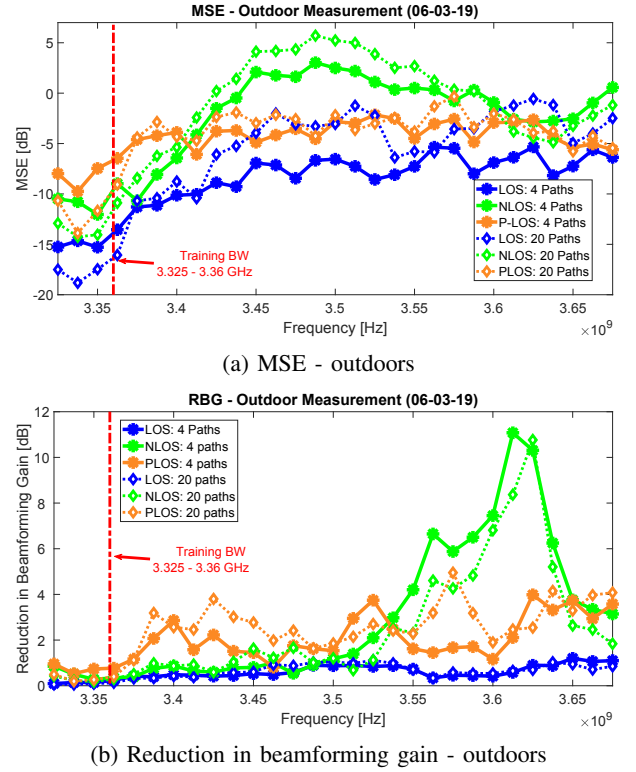 MSE - Outdoor Measurement (06-03-19)
5
0
-5
-10
-15
-20
MSE [dB]
Training BW
3.325 - 3.36 GHz
LOS: 4 Paths
NLOS: 4 Paths
P-LOS: 4 Paths
LOS: 20 Paths
NLOS: 20 Paths
PLOS: 20 Paths
3.35 3.4 3.45 3.5 3.55 3.6 3.65
Frequency [Hz] ×10^9
(a) MSE - outdoors
RBG - Outdoor Measurement (06-03-19)
12
10
8
6
4
2
0
Reduction in Beamforming Gain [dB]
LOS: 4 Paths
NLOS: 4 paths
PLOS: 4 paths
LOS: 20 paths
NLOS: 20 paths
PLOS: 20 paths
Training BW
3.325 - 3.36 GHz
3.35 3.4 3.45 3.5 3.55 3.6 3.65
Frequency [Hz] ×10^9
(b) Reduction in beamforming gain - outdoors